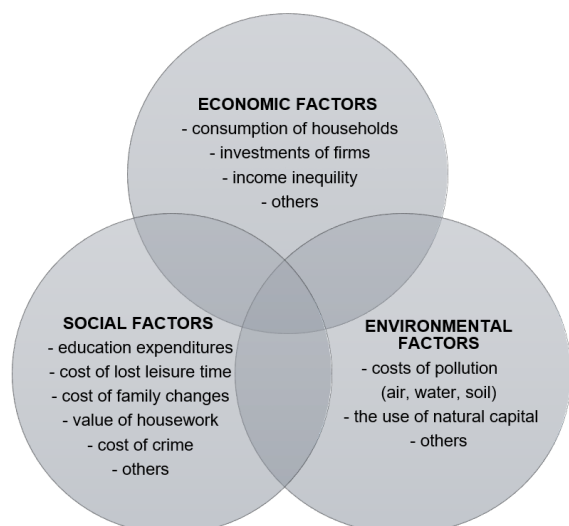 ECONOMIC FACTORS
- consumption of households
- investments of firms
- income inequility
- others
SOCIAL FACTORS
- education expenditures
- cost of lost leisure time
- cost of family changes
- value of housework
- cost of crime
- others
ENVIRONMENTAL
FACTORS
- costs of pollution
(air, water, soil)
- the use of natural capital
- others